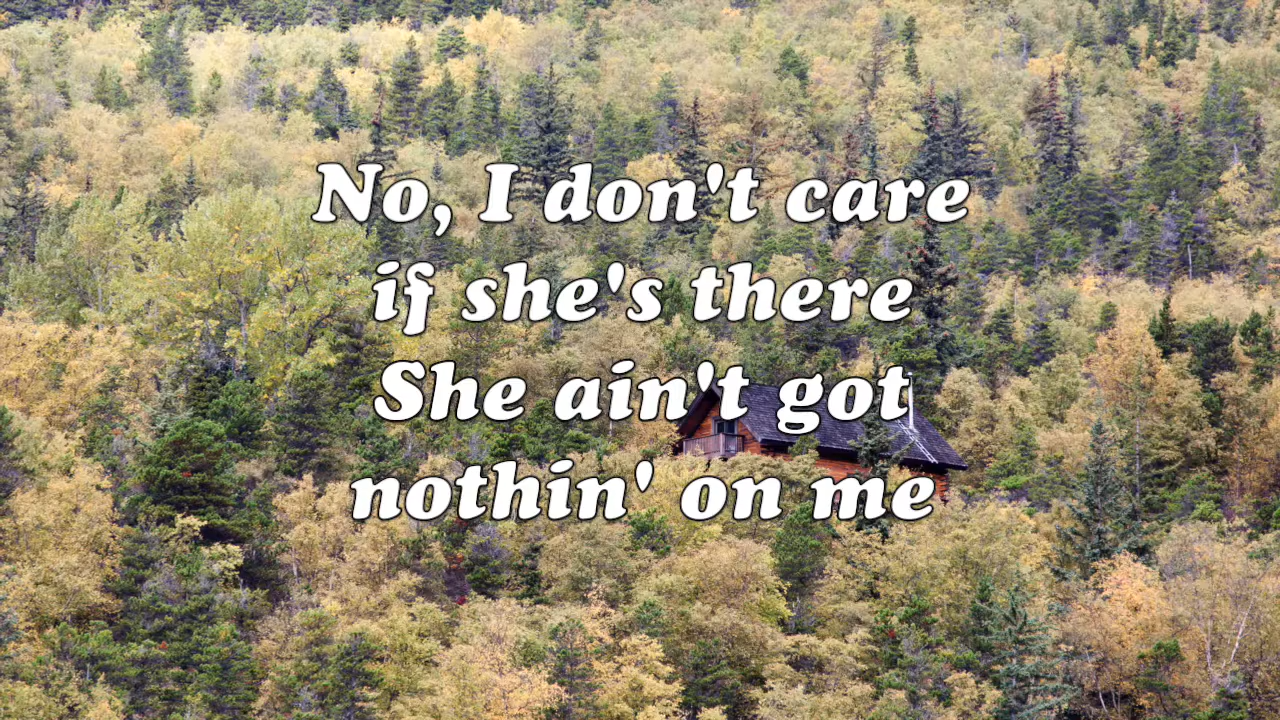 No, I don't care
if she's there
She ain't got
nothin' on me